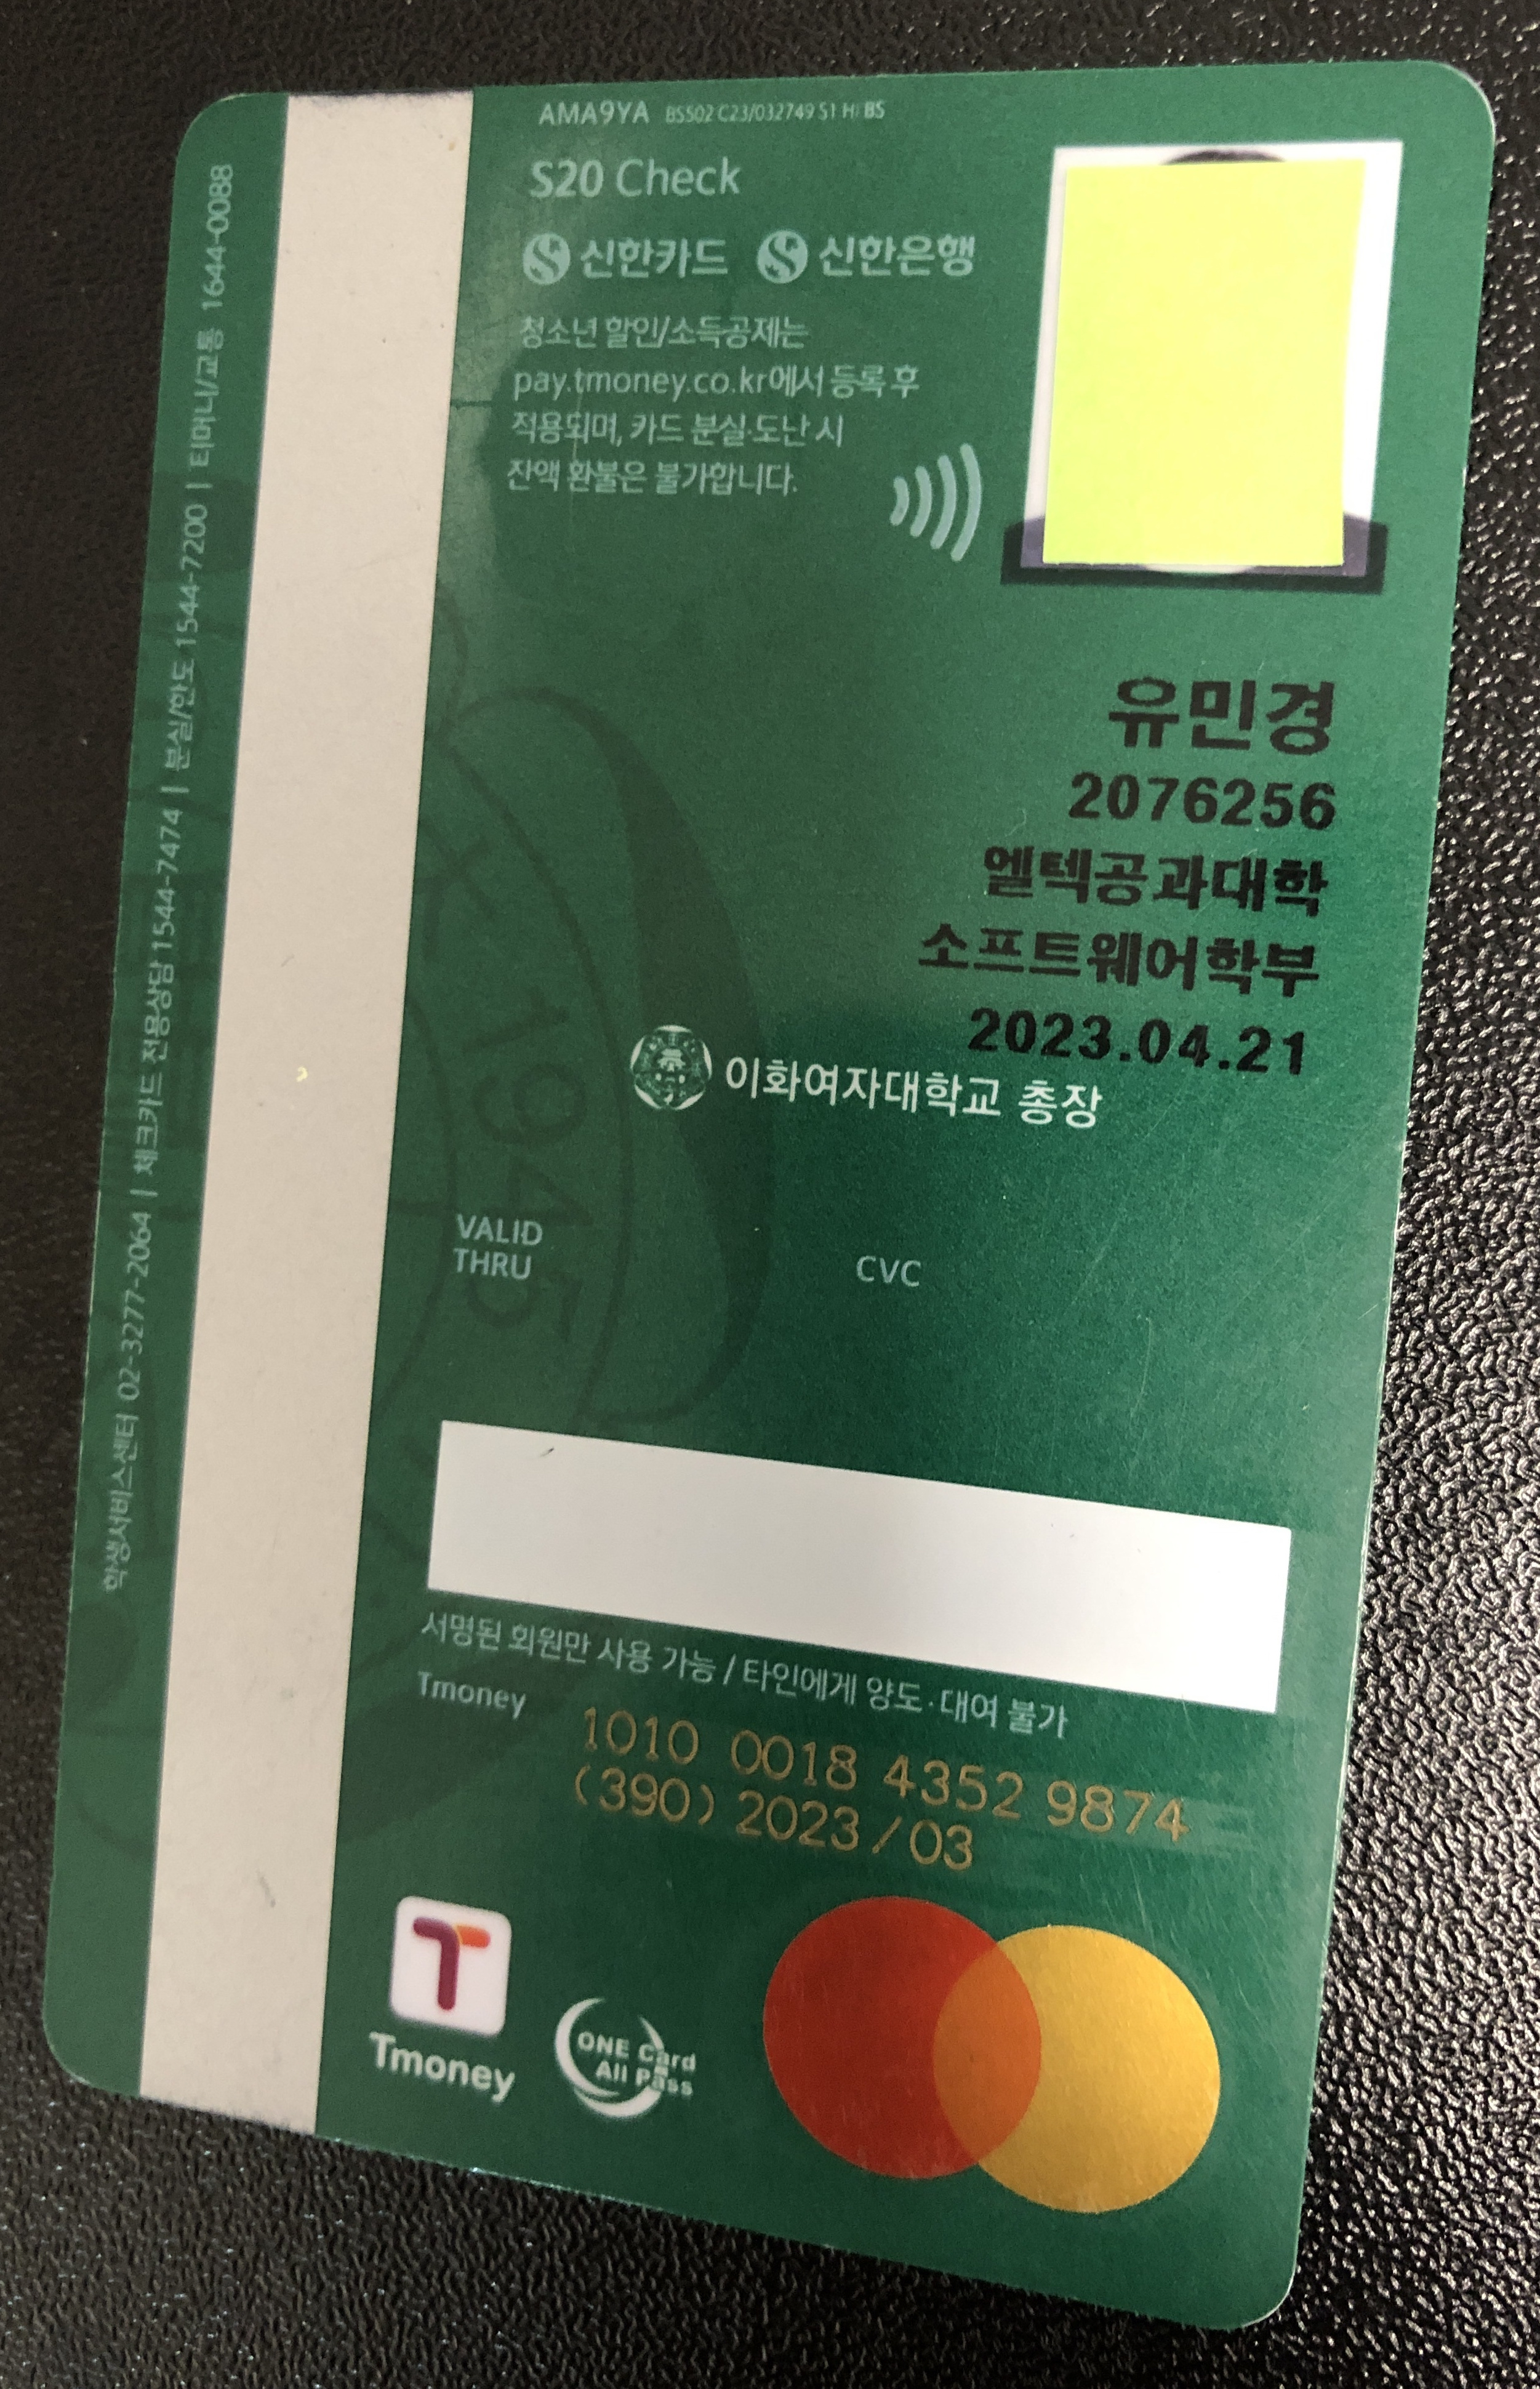 AMA9YA BS502 C23/032749 S1 Hi BS
S20 Check
신한카드 신한은행
청소년 할인/소득공제는
pay.tmoney.co.kr에서 등록 후
적용되며, 카드 분실·도난 시
잔액 환불은 불가합니다.
유민경
2076256
엘텍공과대학
소프트웨어학부
2023.04.21
이화여자대학교 총장
1945
VALID
THRU
CVC
서명된 회원만 사용 가능 / 타인에게 양도·대여 불가
Tmoney
1010 0018 4352 9874
(390) 2023/03
Tmoney
ONE Card
All Pass
학생서비스센터 02-3277-2064 | 체크카드 전용상담 1544-7474 | 분실/한도 1544-7200 | 티머니/교통 1644-0088